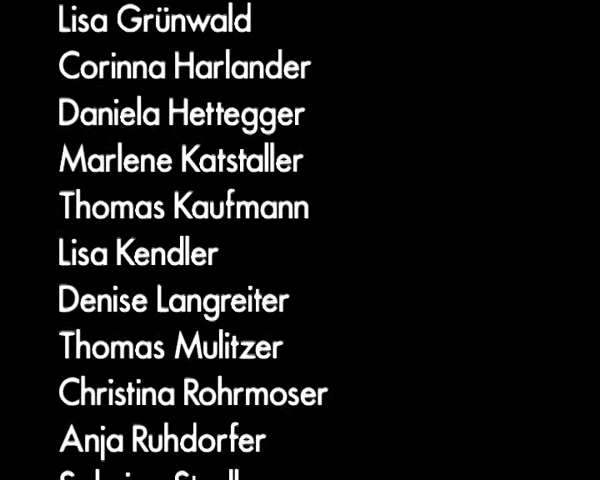 Lisa Grünwald
Corinna Harlander
Daniela Hettegger
Marlene Katstaller
Thomas Kaufmann
Lisa Kendler
Denise Langreiter
Thomas Mulitzer
Christina Rohrmoser
Anja Ruhdorfer